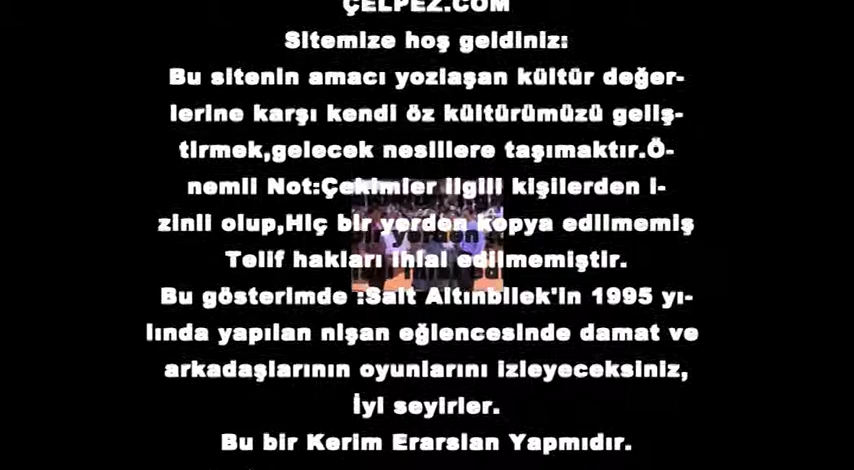 ÇELPEZ.COM
Sitemize hoş geldiniz:
Bu sitenin amacı yozlaşan kültür değer-
lerine karşı kendi öz kültürümüzü geliş-
tirmek,gelecek nesillere taşımaktır.Ö-
nemli Not:Çekimler ilgili kişilerden i-
zinli olup,Hiç bir yerden kopya edilmemiş
Telif hakları ihlal edilmemiştir.
Bu gösterimde :Sait Altınbilek'in 1995 yı-
lında yapılan nişan eğlencesinde damat ve
arkadaşlarının oyunlarını izleyeceksiniz,
İyi seyirler.
Bu bir Kerim Erarslan Yapmıdır.